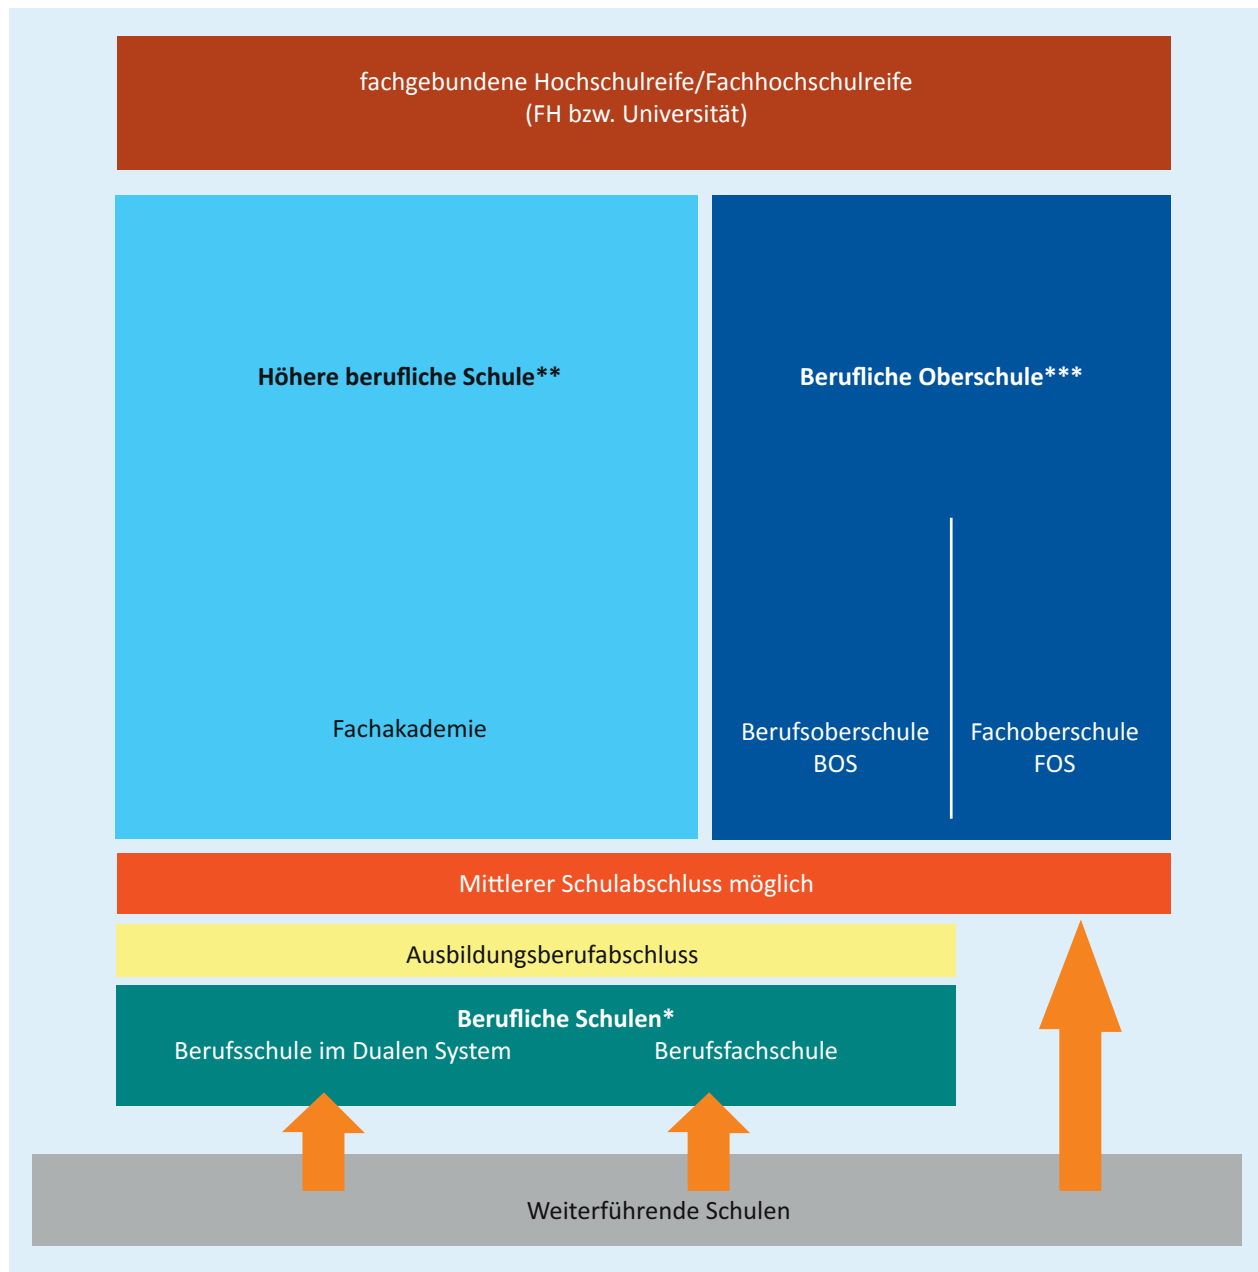 fachgebundene Hochschulreife/Fachhochschulreife
(FH bzw. Universität)
Höhere berufliche Schule**
Berufliche Oberschule***
Fachakademie
Berufsoberschule
BOS
Fachoberschule
FOS
Mittlerer Schulabschluss möglich
Ausbildungsberufabschluss
Berufliche Schulen*
Berufsschule im Dualen System
Berufsfachschule
Weiterführende Schulen